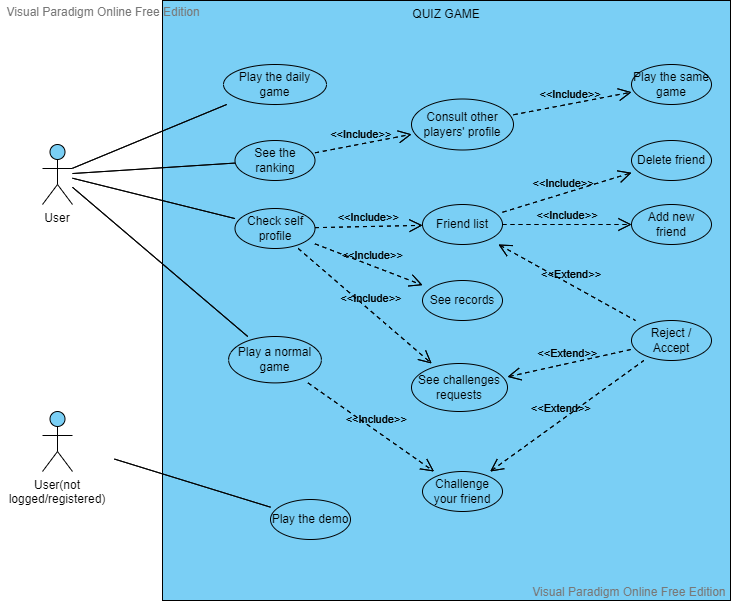 Visual Paradigm Online Free Edition
QUIZ GAME
Play the daily
game
<<Include>>
Play the same
game
Consult other
players' profile
<<Include>>
See the
ranking
Delete friend
<<Include>>
User
Check self
profile
<<Include>>
Friend list
<<Include>>
Add new
friend
<<Include>>
<<Extend>>
<<Include>>
See records
Reject /
Accept
Play a normal
game
<<Extend>>
See challenges
requests
<<Extend>>
<<Include>>
User(not
logged/registered)
Challenge
your friend
Play the demo
Visual Paradigm Online Free Edition